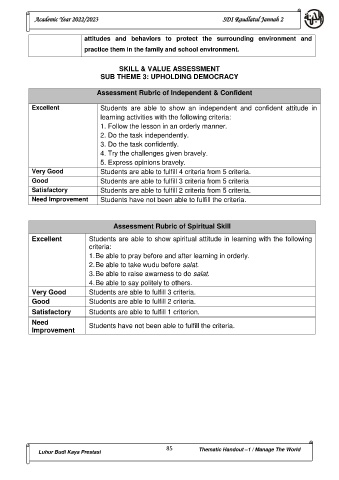 Academic Year 2022/2023 SDI Raudlatul Jannah 2
attitudes and behaviors to protect the surrounding environment and
practice them in the family and school environment.
SKILL & VALUE ASSESSMENT
SUB THEME 3: UPHOLDING DEMOCRACY
Assessment Rubric of Independent & Confident
Excellent Students are able to show an independent and confident attitude in
learning activities with the following criteria:
1. Follow the lesson in an orderly manner.
2. Do the task independently.
3. Do the task confidently.
4. Try the challenges given bravely.
5. Express opinions bravely.
Very Good Students are able to fulfill 4 criteria from 5 criteria.
Good Students are able to fulfill 3 criteria from 5 criteria
Satisfactory Students are able to fulfill 2 criteria from 5 criteria.
Need Improvement Students have not been able to fulfill the criteria.
Assessment Rubric of Spiritual Skill
Excellent Students are able to show spiritual attitude in learning with the following
criteria:
1. Be able to pray before and after learning in orderly.
2. Be able to take wudu before salat.
3. Be able to raise awarness to do salat.
4. Be able to say politely to others.
Very Good Students are able to fulfill 3 criteria.
Good Students are able to fulfill 2 criteria.
Satisfactory Students are able to fulfill 1 criterion.
Need
Improvement Students have not been able to fulfill the criteria.
Luhur Budi Kaya Prestasi 85 Thematic Handout –1 / Manage The World